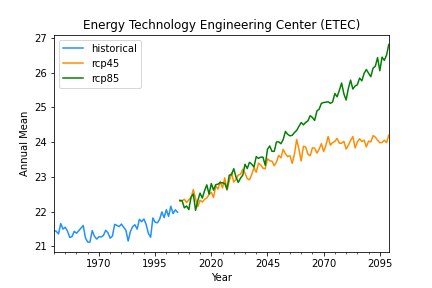 Energy Technology Engineering Center (ETEC)
historical
rcp45
rcp85
Annual Mean
27
26
25
24
23
22
21
1970
1995
2020
2045
2070
2095
Year